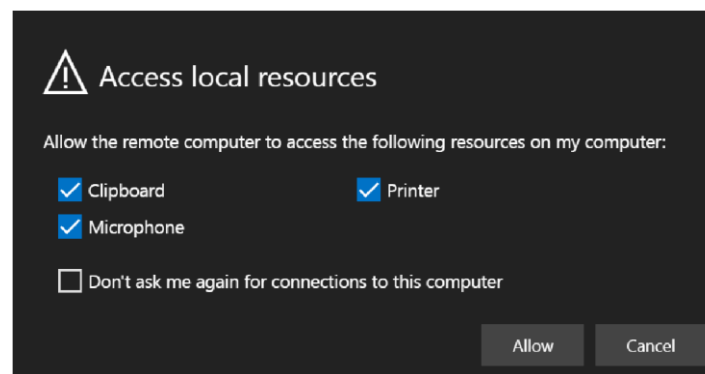 Access local resources
Allow the remote computer to access the following resources on my computer:
Clipboard Printer
Microphone
Don't ask me again for connections to this computer
Allow Cancel